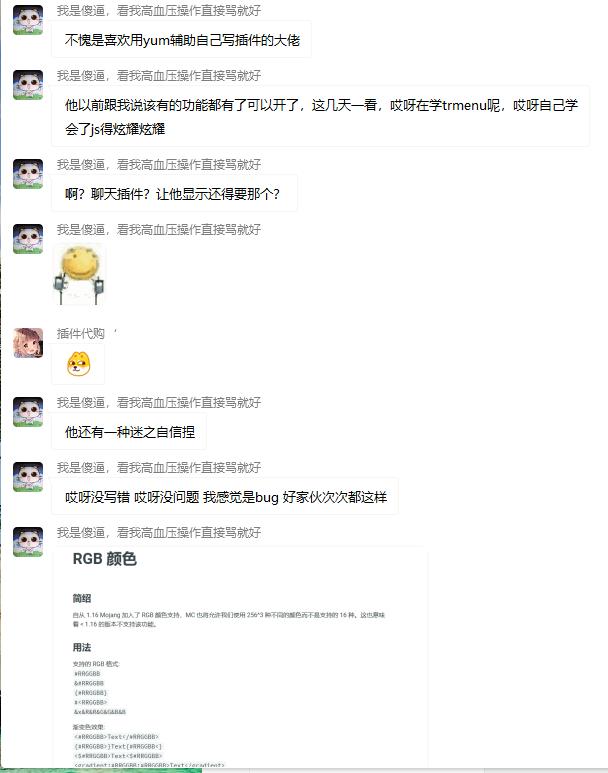 我是傻逼，看我高血压操作直接骂就好
不愧是喜欢用yum辅助自己写插件的大佬
我是傻逼，看我高血压操作直接骂就好
他以前跟我说该有的功能都有了可以开了，这几天一看，哎呀在学trmenu呢，哎呀自己学
会了js得炫耀炫耀
我是傻逼，看我高血压操作直接骂就好
啊？聊天插件？让他显示还得要那个？
我是傻逼，看我高血压操作直接骂就好
插件代购 ‘
我是傻逼，看我高血压操作直接骂就好
他还有一种迷之自信捏
我是傻逼，看我高血压操作直接骂就好
哎呀没写错 哎呀没问题 我感觉是bug 好家伙次次都这样
我是傻逼，看我高血压操作直接骂就好
RGB 颜色
简绍
自从 1.16 Mojang 加入了 RGB 颜色支持，MC 也将允许我们使用 256^3 种不同的颜色而不是支持的 16 种。这也意味
着 < 1.16 的版本不支持该功能。
用法
支持的 RGB 格式:
#RRGGBB
&#RRGGBB
{#RRGGBB}
#<RRGGBB>
&x&R&R&G&G&B&B
渐变色效果:
<#RRGGBB>Text</#RRGGBB>
{#RRGGBB>}Text{#RRGGBB<}
<$#RRGGBB>Text<$#RRGGBB>
<gradient:#RRGGBB:#RRGGBB>Text</gradient>